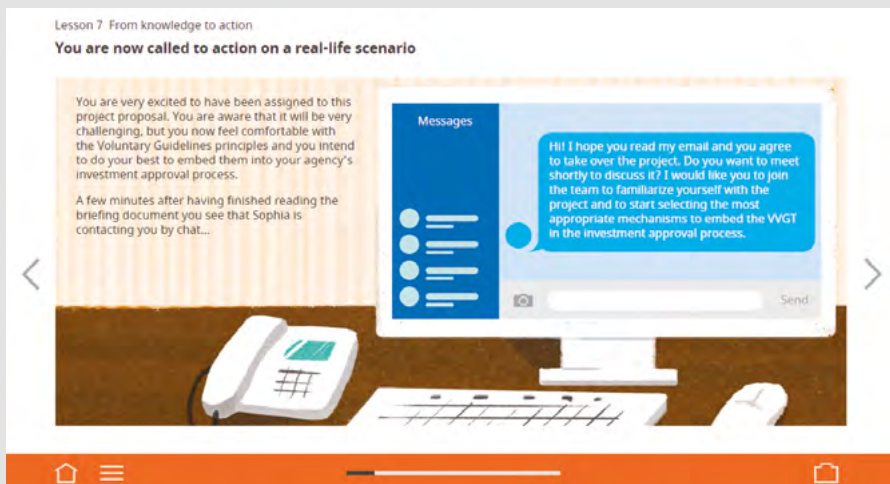 Lesson 7 From knowledge to action
You are now called to action on a real-life scenario
You are very excited to have been assigned to this
project proposal. You are aware that it will be very
challenging, but you now feel comfortable with
the Voluntary Guidelines principles and you intend
to do your best to embed them into your agency's
investment approval process.
A few minutes after having finished reading the
briefing document you see that Sophia is
contacting you by chat...
Messages
Hi! I hope you read my email and you agree
to take over the project. Do you want to meet
shortly to discuss it? I would like you to join
the team to familiarize yourself with the
project and to start selecting the most
appropriate mechanisms to embed the VVGT
in the investment approval process.
Send